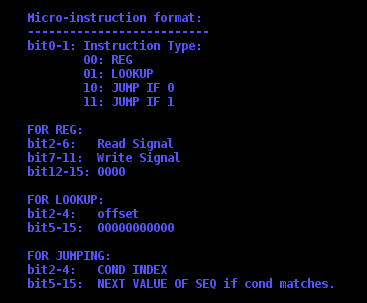 Micro-instruction format:
--------------------------
bit0-1: Instruction Type:
        00: REG
        01: LOOKUP
        10: JUMP IF 0
        11: JUMP IF 1

FOR REG:
bit2-6:   Read Signal
bit7-11:  Write Signal
bit12-15: 0000

FOR LOOKUP:
bit2-4:   offset
bit5-15:  00000000000

FOR JUMPING:
bit2-4:   COND INDEX
bit5-15:  NEXT VALUE OF SEQ if cond matches.